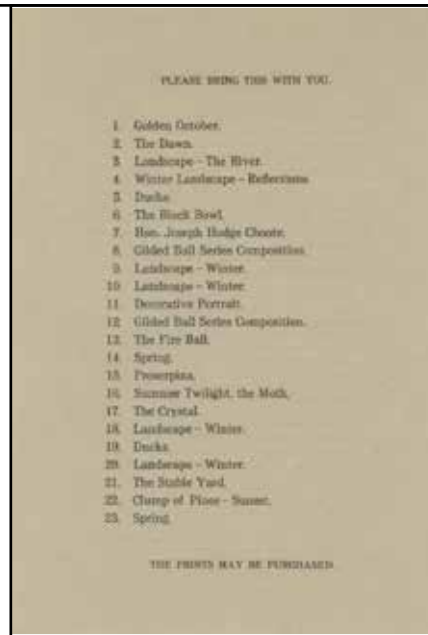 PLEASE BRING THIS WITH YOU.
1. Golden October.
2. The Dawn.
3. Landscape – The River.
4. Winter Landscape – Reflections.
5. Ducks.
6. The Black Bowl.
7. Hon. Joseph Hodge Choate.
8. Gilded Ball Series Composition.
9. Landscape – Winter.
10. Landscape – Winter.
11. Decorative Portrait.
12. Gilded Ball Series Composition.
13. The Fire Ball.
14. Spring.
15. Proserpina.
16. Summer Twilight, the Moth.
17. The Crystal.
18. Landscape – Winter.
19. Ducks.
20. Landscape – Winter.
21. The Stable Yard.
22. Clump of Pines – Sunset.
23. Spring.
THE PRINTS MAY BE PURCHASED.